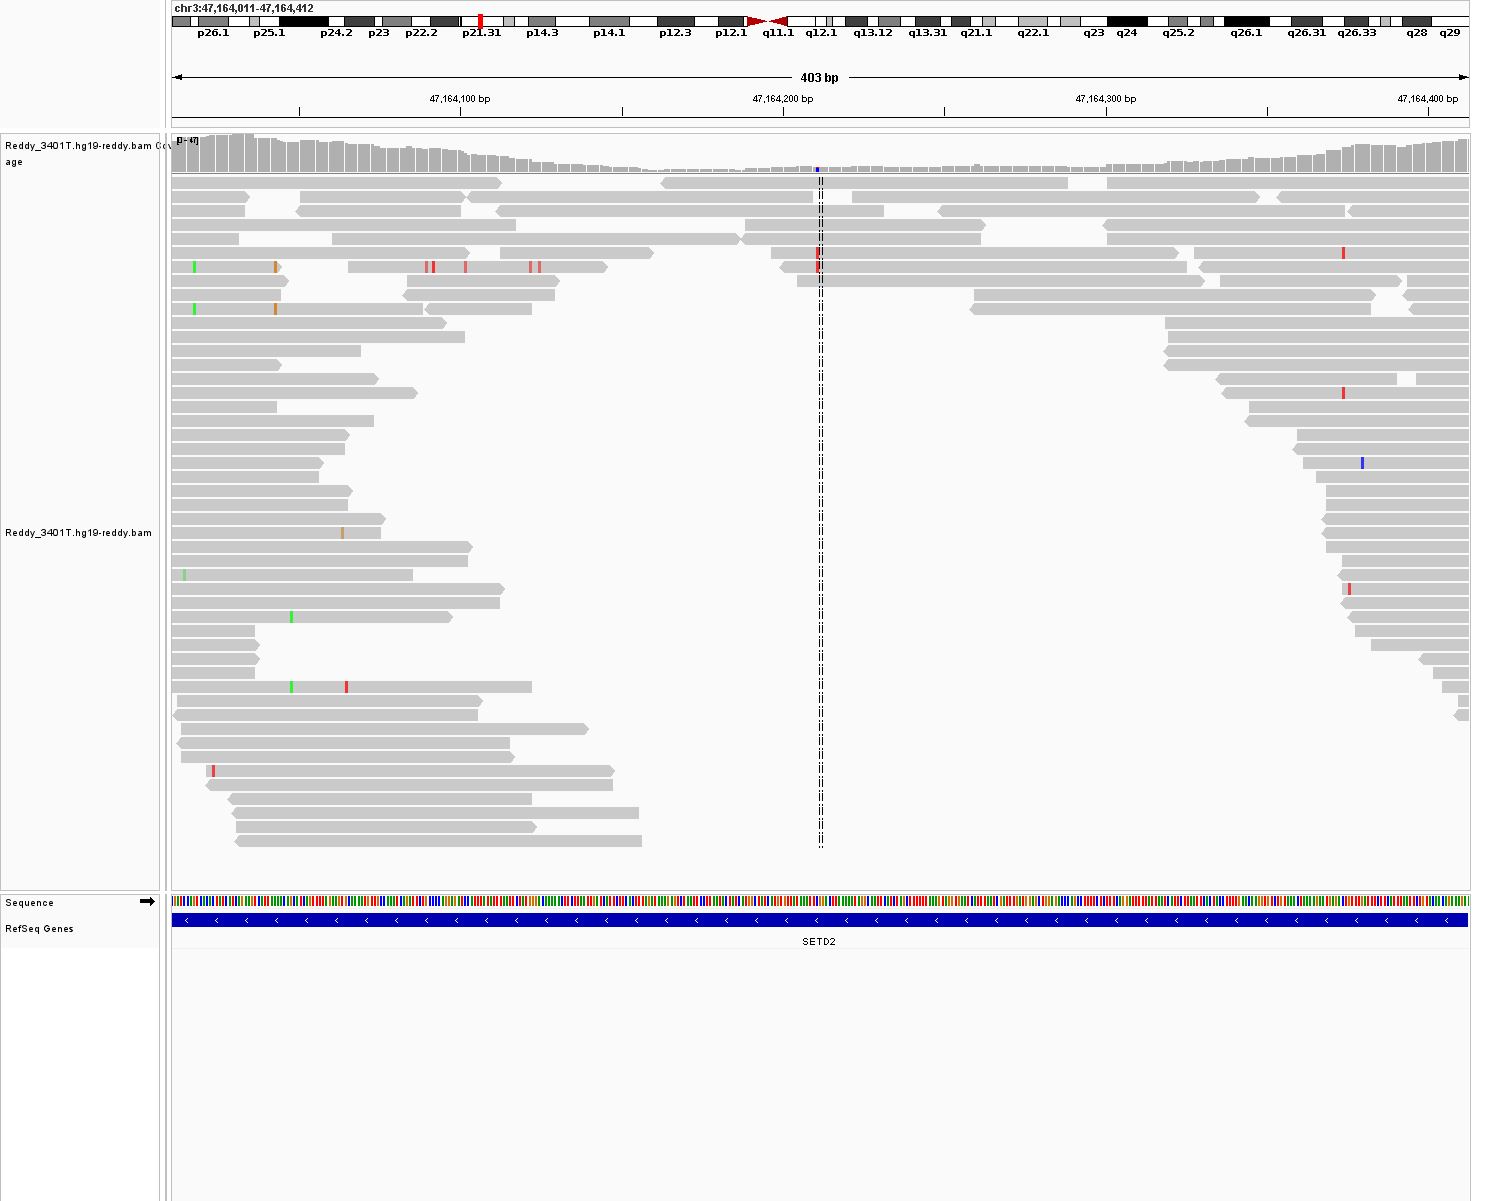 chr3:47,164,011-47,164,412
p26.1 p25.1 p24.2 p23 p22.2 p21.31 p14.3 p14.1 p12.3 p12.1 q11.1 q12.1 q13.12 q13.31 q21.1 q22.1 q23 q24 q25.2 q26.1 q26.31 q26.33 q28 q29
403 bp
47,164,100 bp 47,164,200 bp 47,164,300 bp 47,164,400 bp
Reddy_3401T.hg19-reddy.bam Cov
age
[0 - 47]
Reddy_3401T.hg19-reddy.bam
Sequence
RefSeq Genes
SETD2